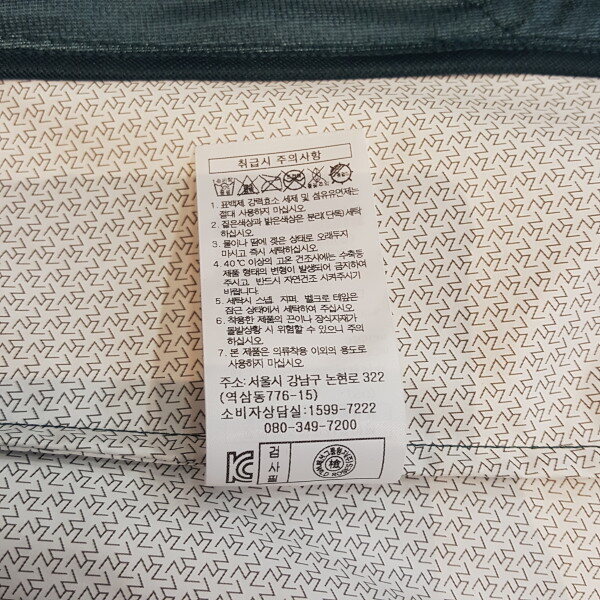 취급시 주의사항
1. 표백제 강력효소 세제 및 섬유유연제는
절대 사용하지 마십시오.
2. 짙은색상과 밝은색상은 분리(단독)세탁
하십시오.
3. 물이나 땀에 젖은 상태로 오래두지
마시고 즉시 세탁하십시오.
4. 40℃ 이상의 고온 건조시에는 수축등
제품 형태의 변형이 발생되어 금지하여
주시고, 반드시 자연건조 시켜주시기
바랍니다.
5. 세탁시 스냅, 지퍼, 벨크로 타입은
잠근 상태에서 세탁하여 주십시오.
6. 착용한 제품의 끈이나 장식자재가
돌발상황 시 위험할 수 있으니 주의
하십시오.
7. 본 제품은 의류착용 이외의 용도로
사용하지 마십시오.
주소: 서울시 강남구 논현로 322
(역삼동776-15)
소비자상담실:1599-7222
080-349-7200
검
사
필
檢